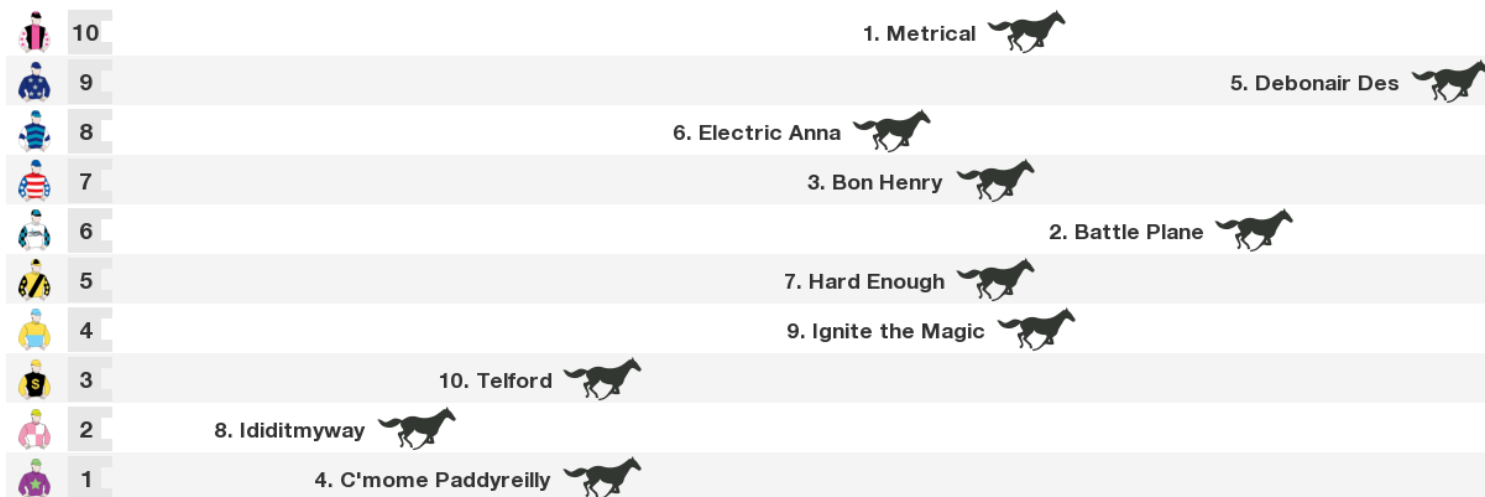 10 1. Metrical
9 5. Debonair Des
8 6. Electric Anna
7 3. Bon Henry
6 2. Battle Plane
5 7. Hard Enough
4 9. Ignite the Magic
3 $ 10. Telford
2 8. Ididitmyway
1 4. C'mome Paddyreilly